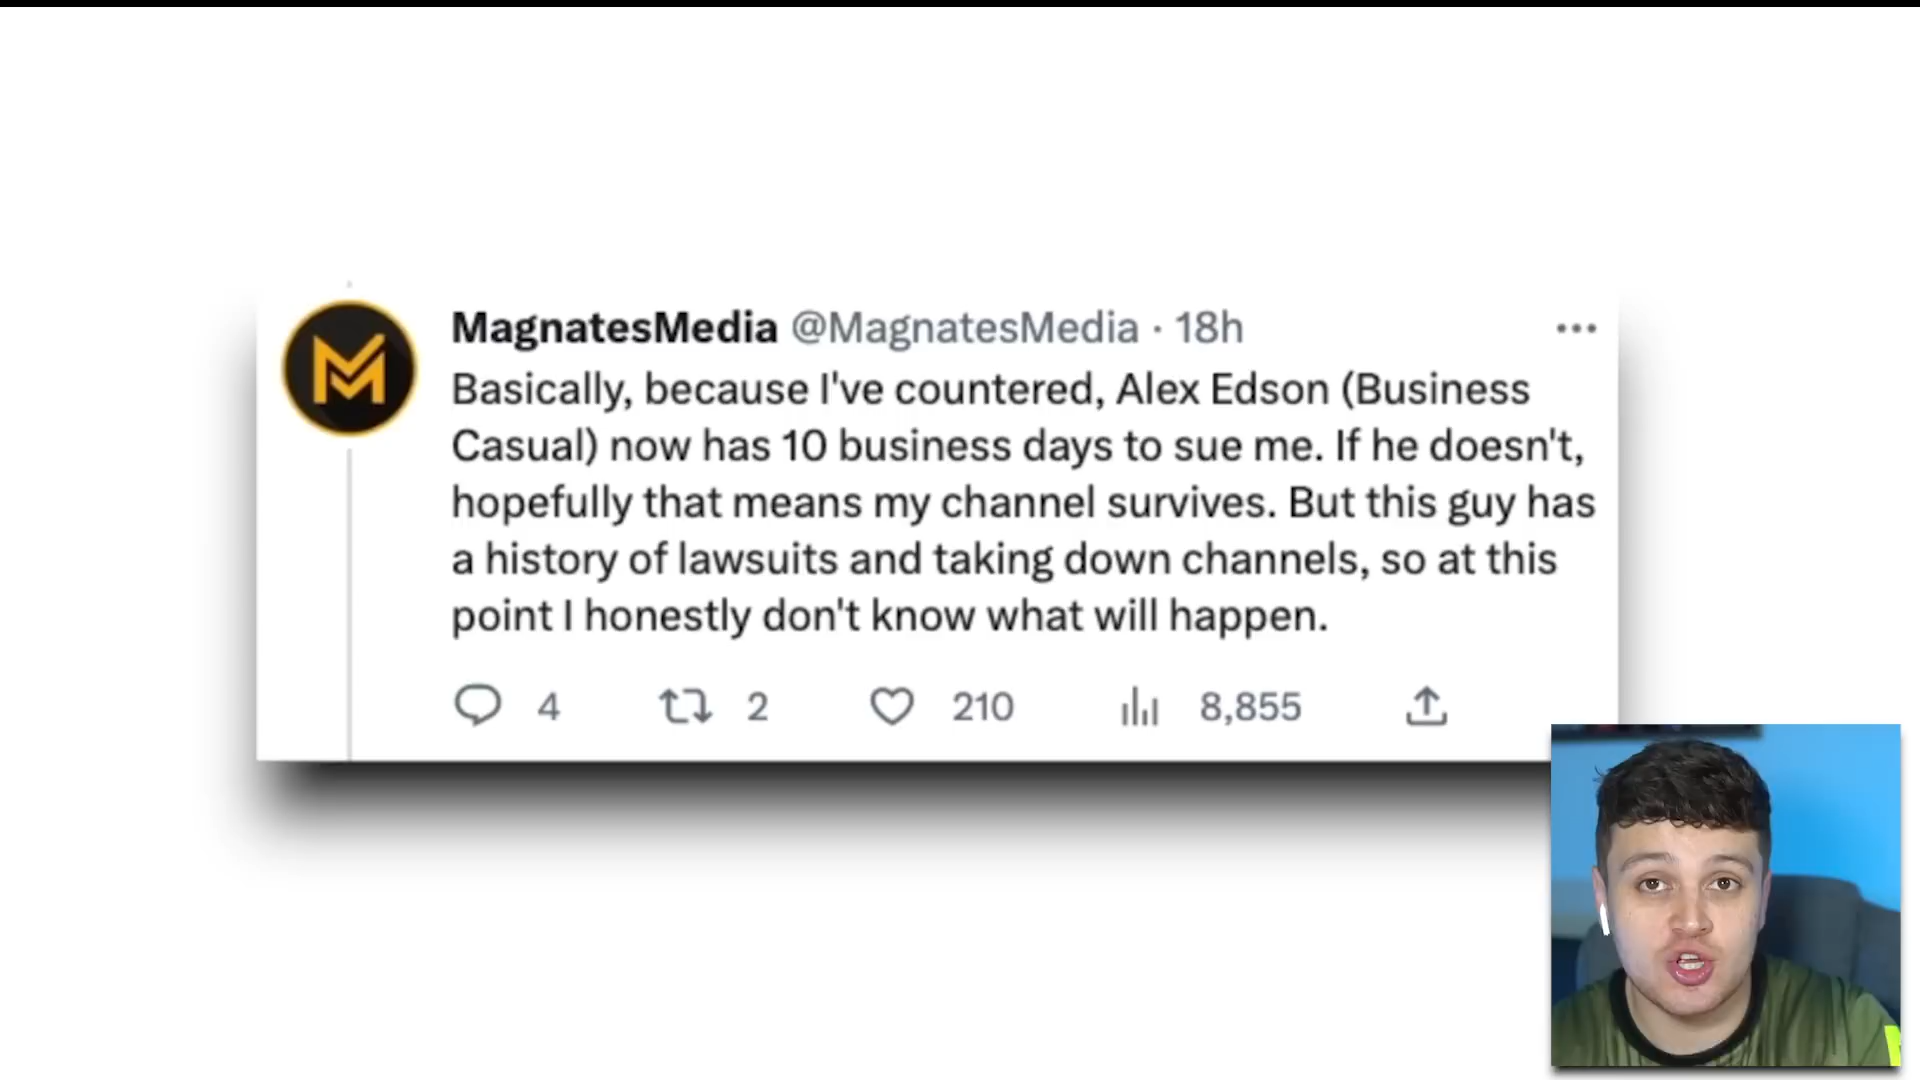 MagnatesMedia @MagnatesMedia · 18h
Basically, because I've countered, Alex Edson (Business
Casual) now has 10 business days to sue me. If he doesn't,
hopefully that means my channel survives. But this guy has
a history of lawsuits and taking down channels, so at this
point I honestly don't know what will happen.
4 2 210 8,855